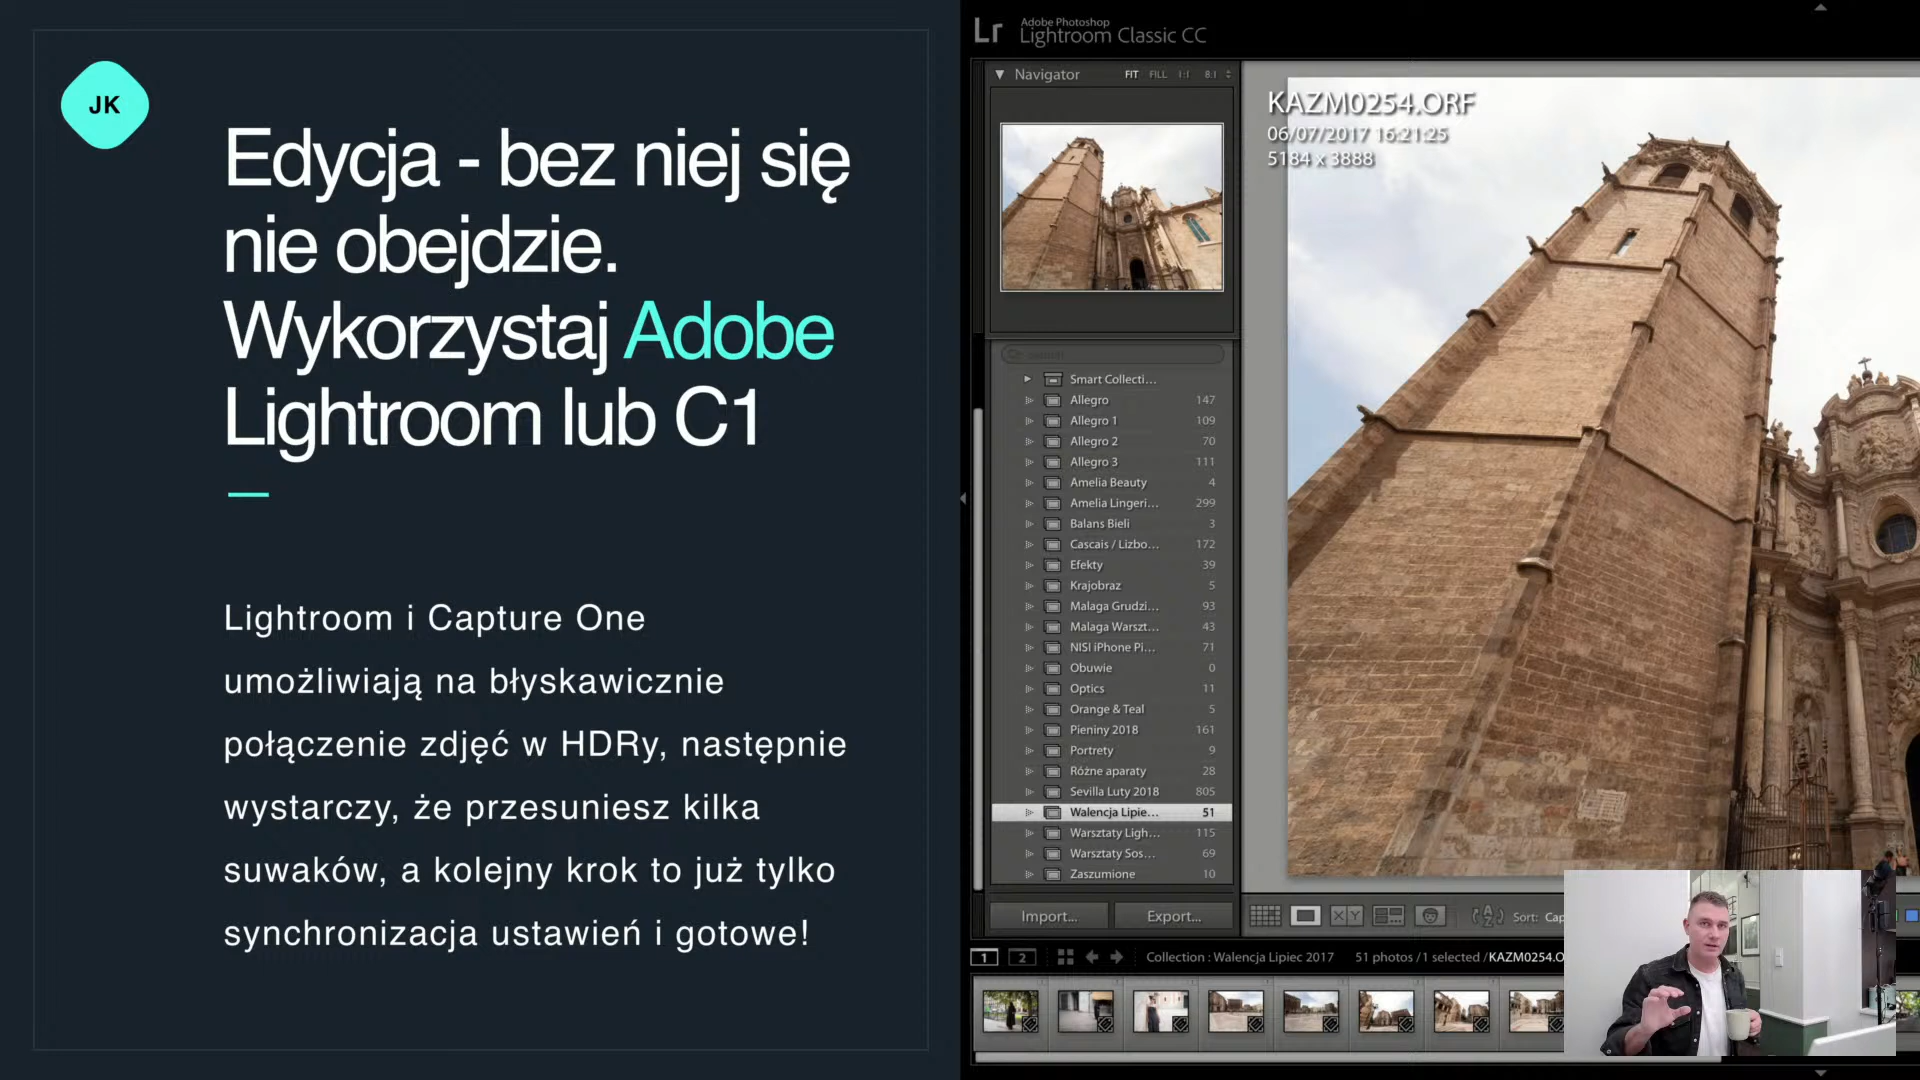 JK
Edycja - bez niej się
nie obejdzie.
Wykorzystaj Adobe
Lightroom lub C1
Lightroom i Capture One
umożliwiają na błyskawicznie
połączenie zdjęć w HDRy, następnie
wystarczy, że przesuniesz kilka
suwaków, a kolejny krok to już tylko
synchronizacja ustawień i gotowe!
Lr
Adobe Photoshop
Lightroom Classic CC
Navigator FIT FILL 1:1 8:1
KAZM0254.ORF
06/07/2017 16:21:25
5184 x 3888
Smart Collecti...
Allegro 147
Allegro 1 109
Allegro 2 70
Allegro 3 111
Amelia Beauty 4
Amelia Lingeri... 299
Balans Bieli 3
Cascais / Lizbo... 172
Efekty 39
Krajobraz 5
Malaga Grudzi... 93
Malaga Warszt... 43
NISI iPhone Pi... 71
Obuwie 0
Optics 11
Orange & Teal 5
Pieniny 2018 161
Portrety 9
Różne aparaty 28
Sevilla Luty 2018 805
Walencja Lipie... 51
Warsztaty Ligh... 115
Warsztaty Sos... 69
Zaszumione 10
Import... Export... XY AZ Sort: Cap
1 2 Collection : Walencja Lipiec 2017 51 photos / 1 selected / KAZM0254.O